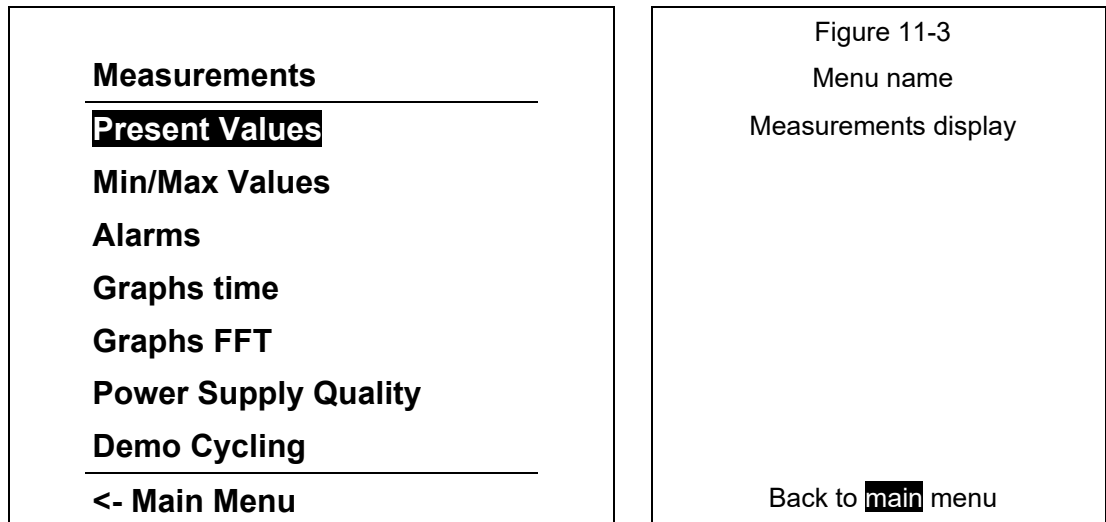 Measurements
Present Values
Min/Max Values
Alarms
Graphs time
Graphs FFT
Power Supply Quality
Demo Cycling
<- Main Menu
Figure 11-3
Menu name
Measurements display
Back to main menu